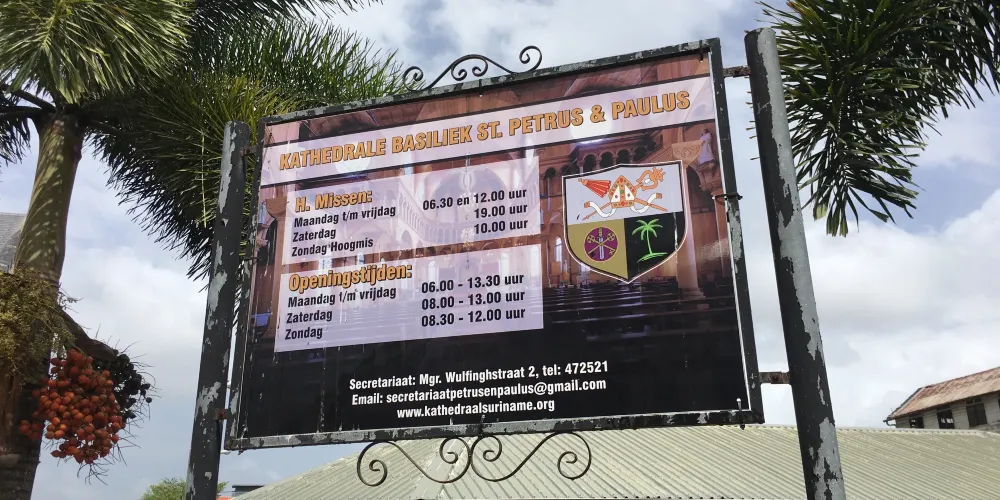 KATHEDRALE BASILIEK ST. PETRUS & PAULUS
H. Missen:
Maandag t/m vrijdag 06.30 en 12.00 uur
Zaterdag 19.00 uur
Zondag Hoogmis 10.00 uur
Openingstijden:
Maandag t/m vrijdag 06.00 - 13.30 uur
Zaterdag 08.00 - 13.00 uur
Zondag 08.30 - 12.00 uur
Secretariaat: Mgr. Wulfinghstraat 2, tel: 472521
Email: secretariaatpetrusenpaulus@gmail.com
www.kathedraalsuriname.org